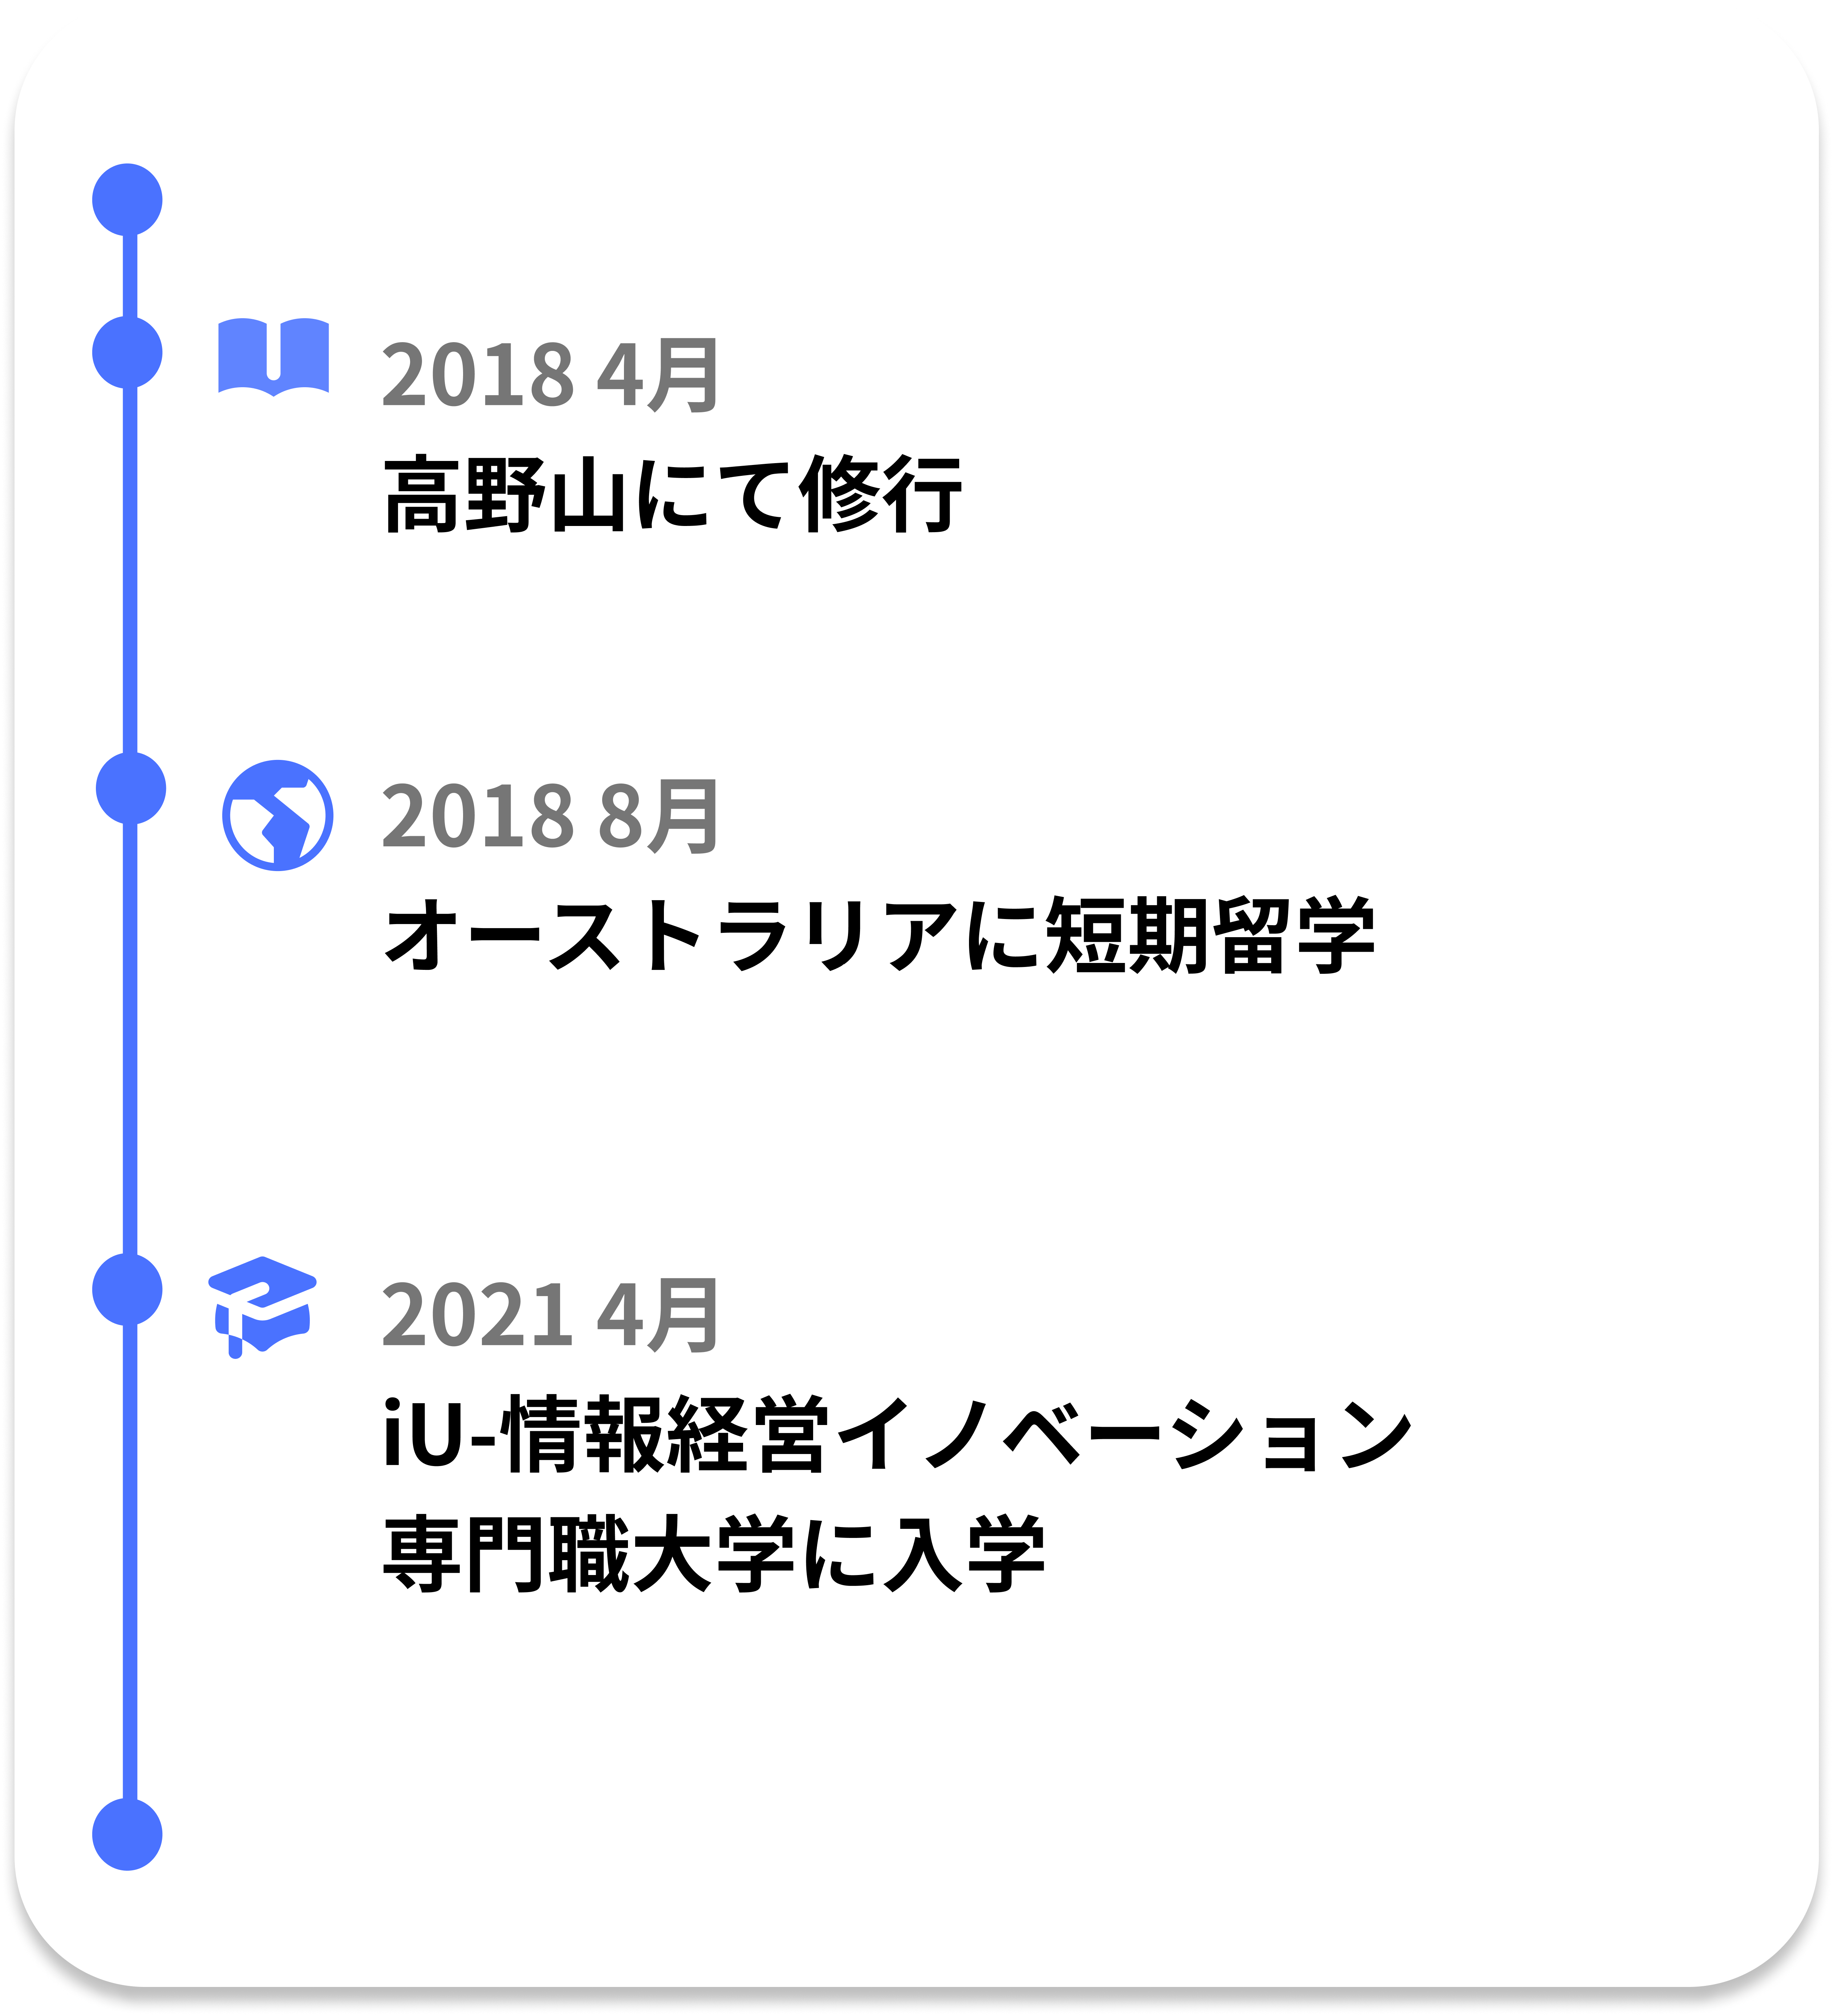 2018 4月
高野山にて修行
2018 8月
オーストラリアに短期留学
2021 4月
iU-情報経営イノベーション
専門職大学に入学